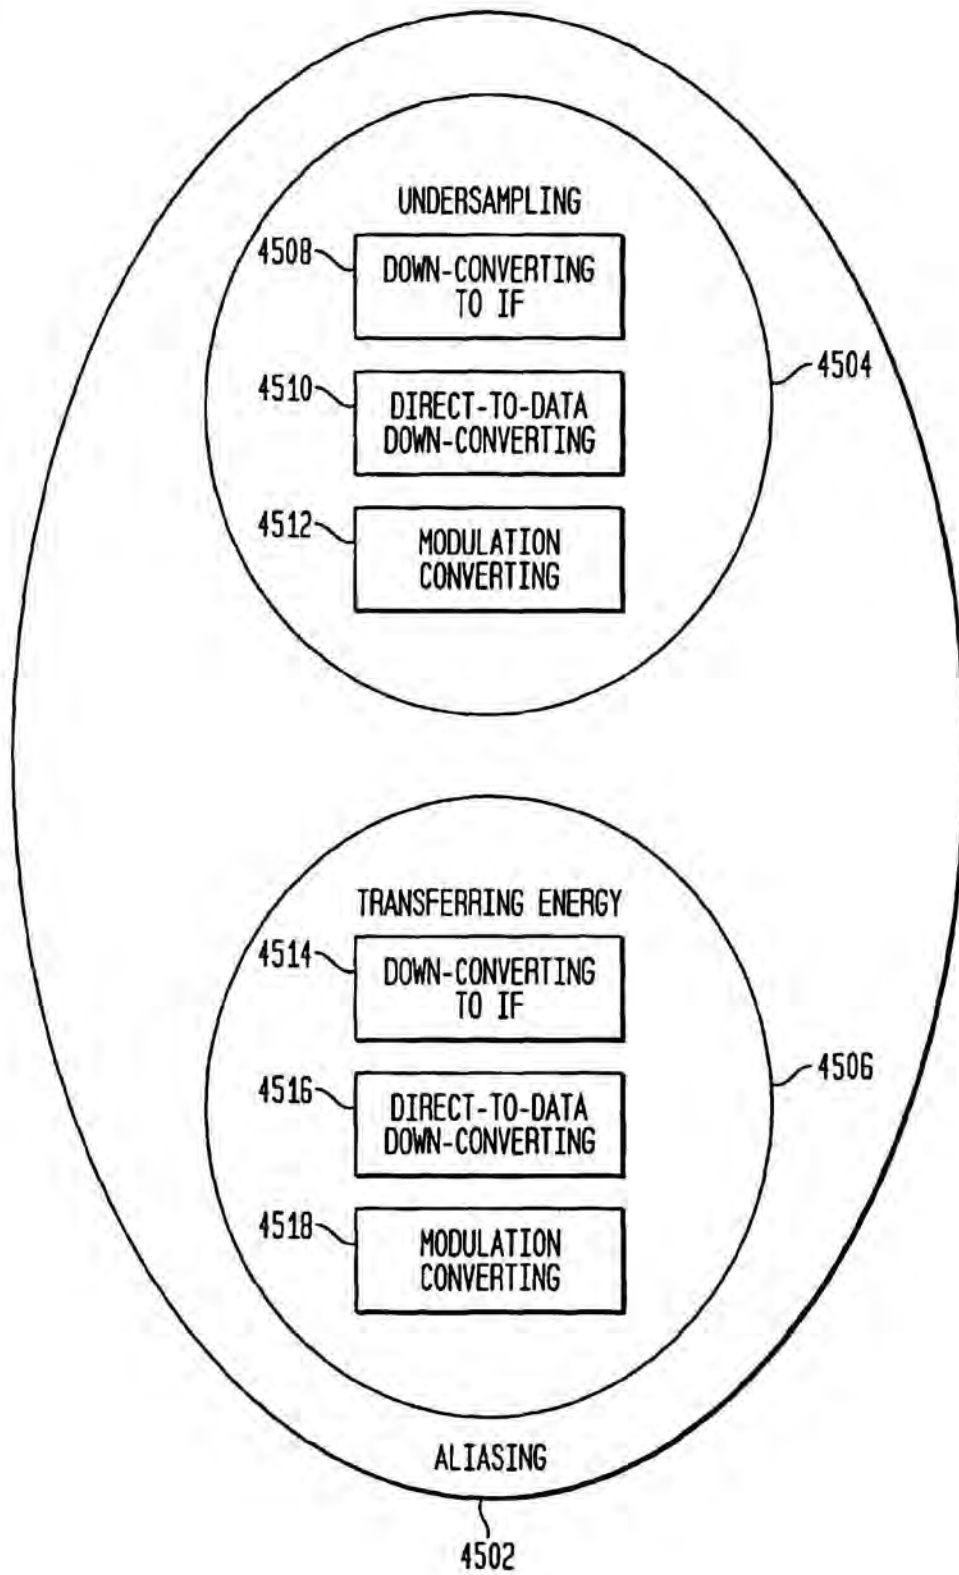 UNDERSAMPLING
4508
DOWN-CONVERTING
TO IF
4504
4510
DIRECT-TO-DATA
DOWN-CONVERTING
4512
MODULATION
CONVERTING
TRANSFERRING ENERGY
4514
DOWN-CONVERTING
TO IF
4506
4516
DIRECT-TO-DATA
DOWN-CONVERTING
4518
MODULATION
CONVERTING
ALIASING
4502